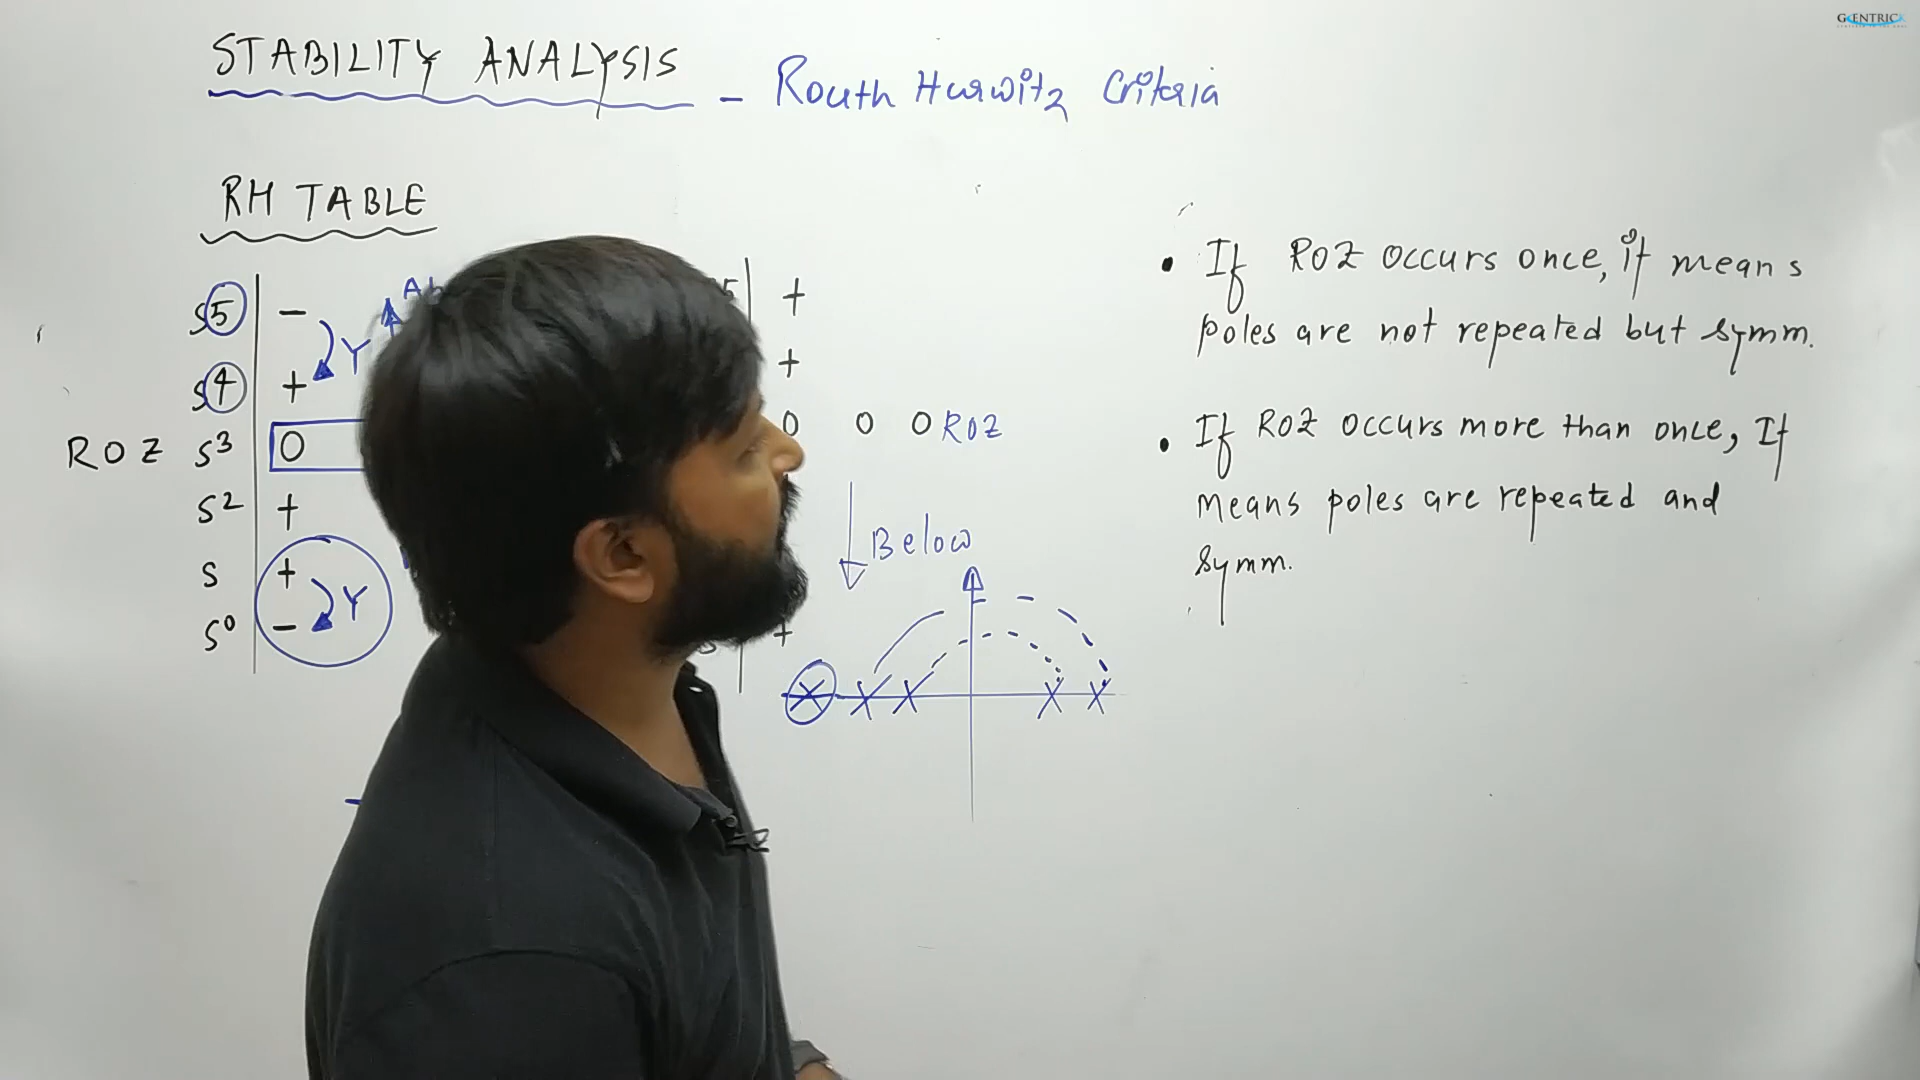 GCENTRICK
STABILITY ANALYSIS - Routh Hurwitz Criteria
RH TABLE
s5 -
Y
s4 +
ROZ s3 0
s2 +
s +
Y
s0 -
+
+
0 0 0 ROZ
Below
+
• If ROZ occurs once, it means
poles are not repeated but symm.
• If ROZ occurs more than once, It
means poles are repeated and
symm.